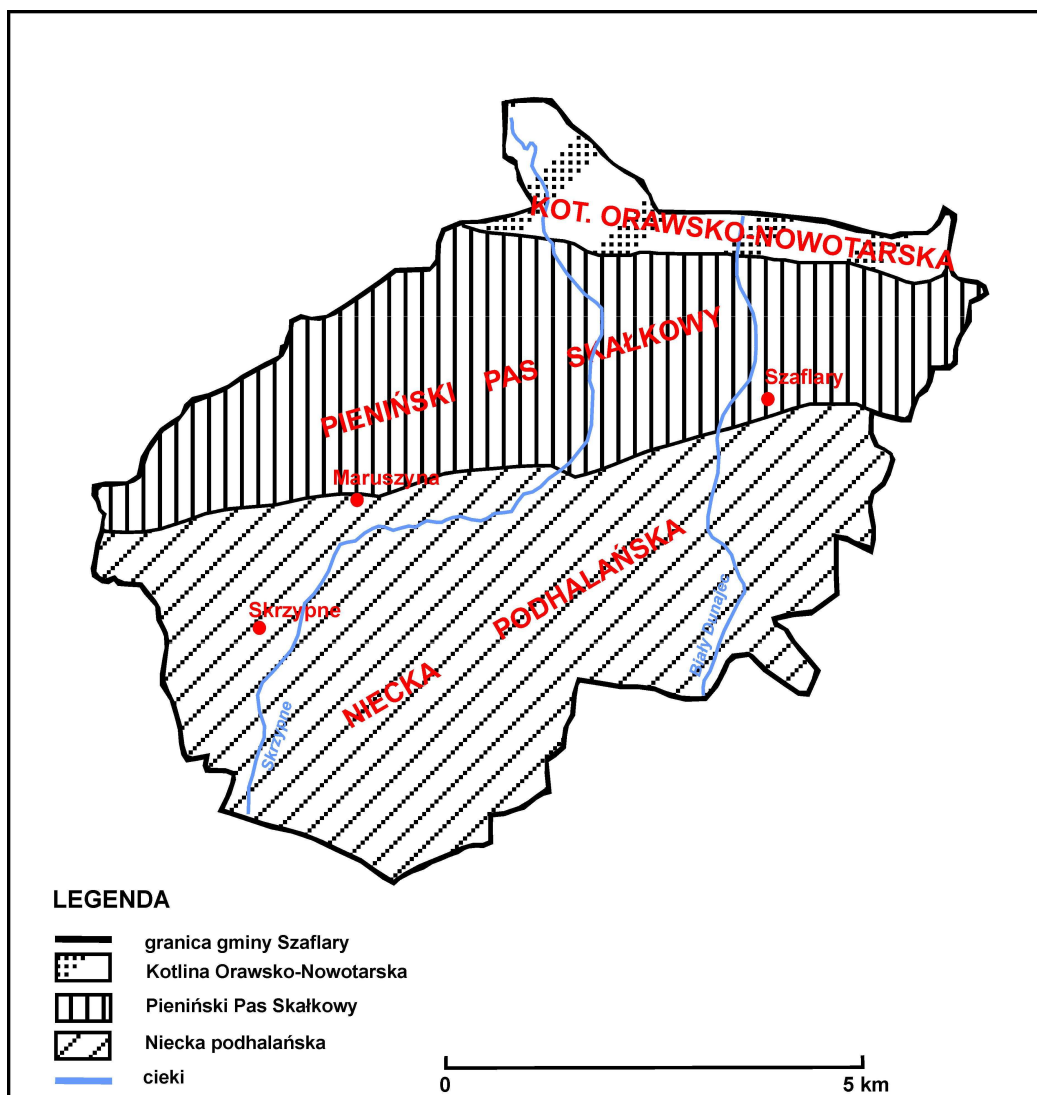 KOT. ORAWSKO-NOWOTARSKA
PIENIŃSKI PAS SKAŁKOWY
Szaflary
Maruszyna
NIECKA PODHALAŃSKA
Skrzypne
Biały Dunajec
Skrzypne
LEGENDA
granica gminy Szaflary
Kotlina Orawsko-Nowotarska
Pieniński Pas Skałkowy
Niecka podhalańska
cieki
0 5 km